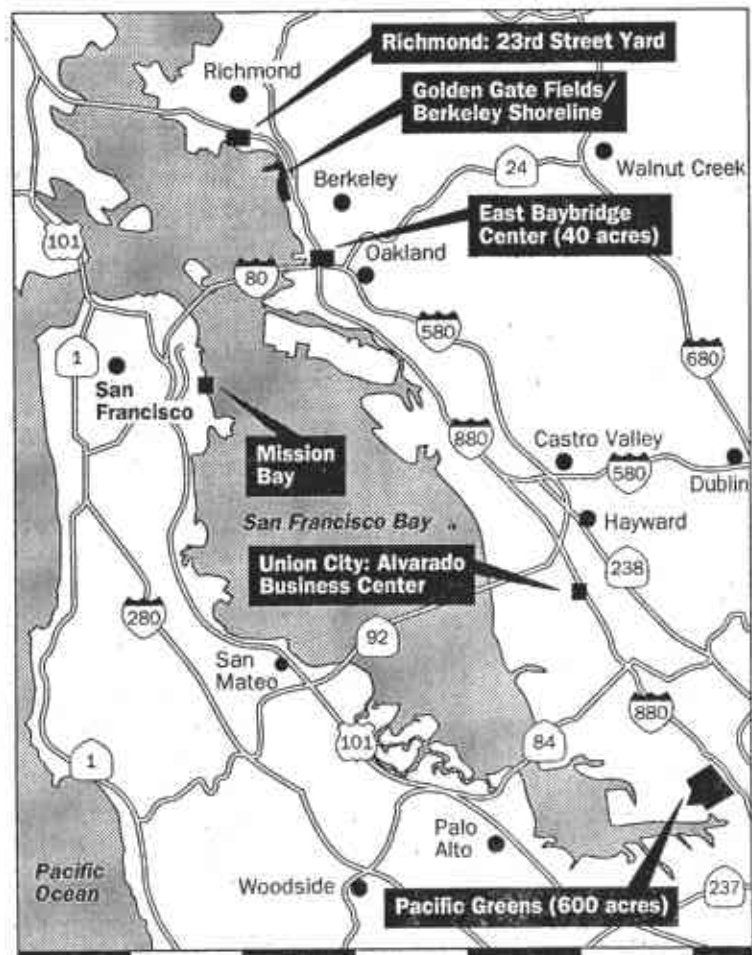 Richmond: 23rd Street Yard
Richmond
Golden Gate Fields/
Berkeley Shoreline
24
Walnut Creek
Berkeley
East Baybridge
Center (40 acres)
101
80
Oakland
580
1
680
San
Francisco
880
Castro Valley
Mission
Bay
580
Dublin
San Francisco Bay
Hayward
Union City: Alvarado
Business Center
238
280
92
San
Mateo
880
101
84
1
Palo
Alto
Pacific
Ocean
Woodside
Pacific Greens (600 acres)
237